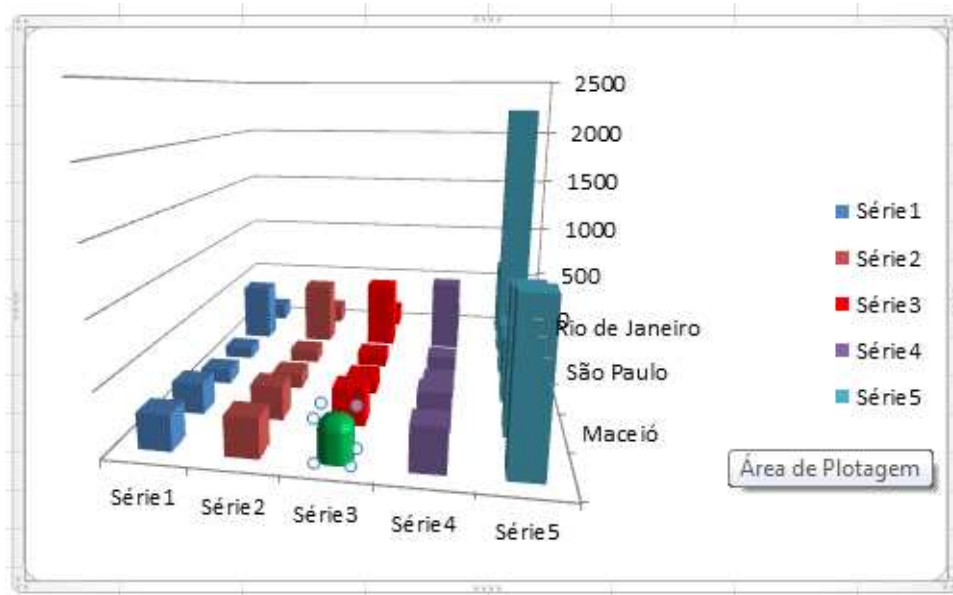 2500
2000
1500
1000
500
0
Rio de Janeiro
São Paulo
Maceió
Série1
Série2
Série3
Série4
Série5
Série1
Série2
Série3
Série4
Série5
Área de Plotagem